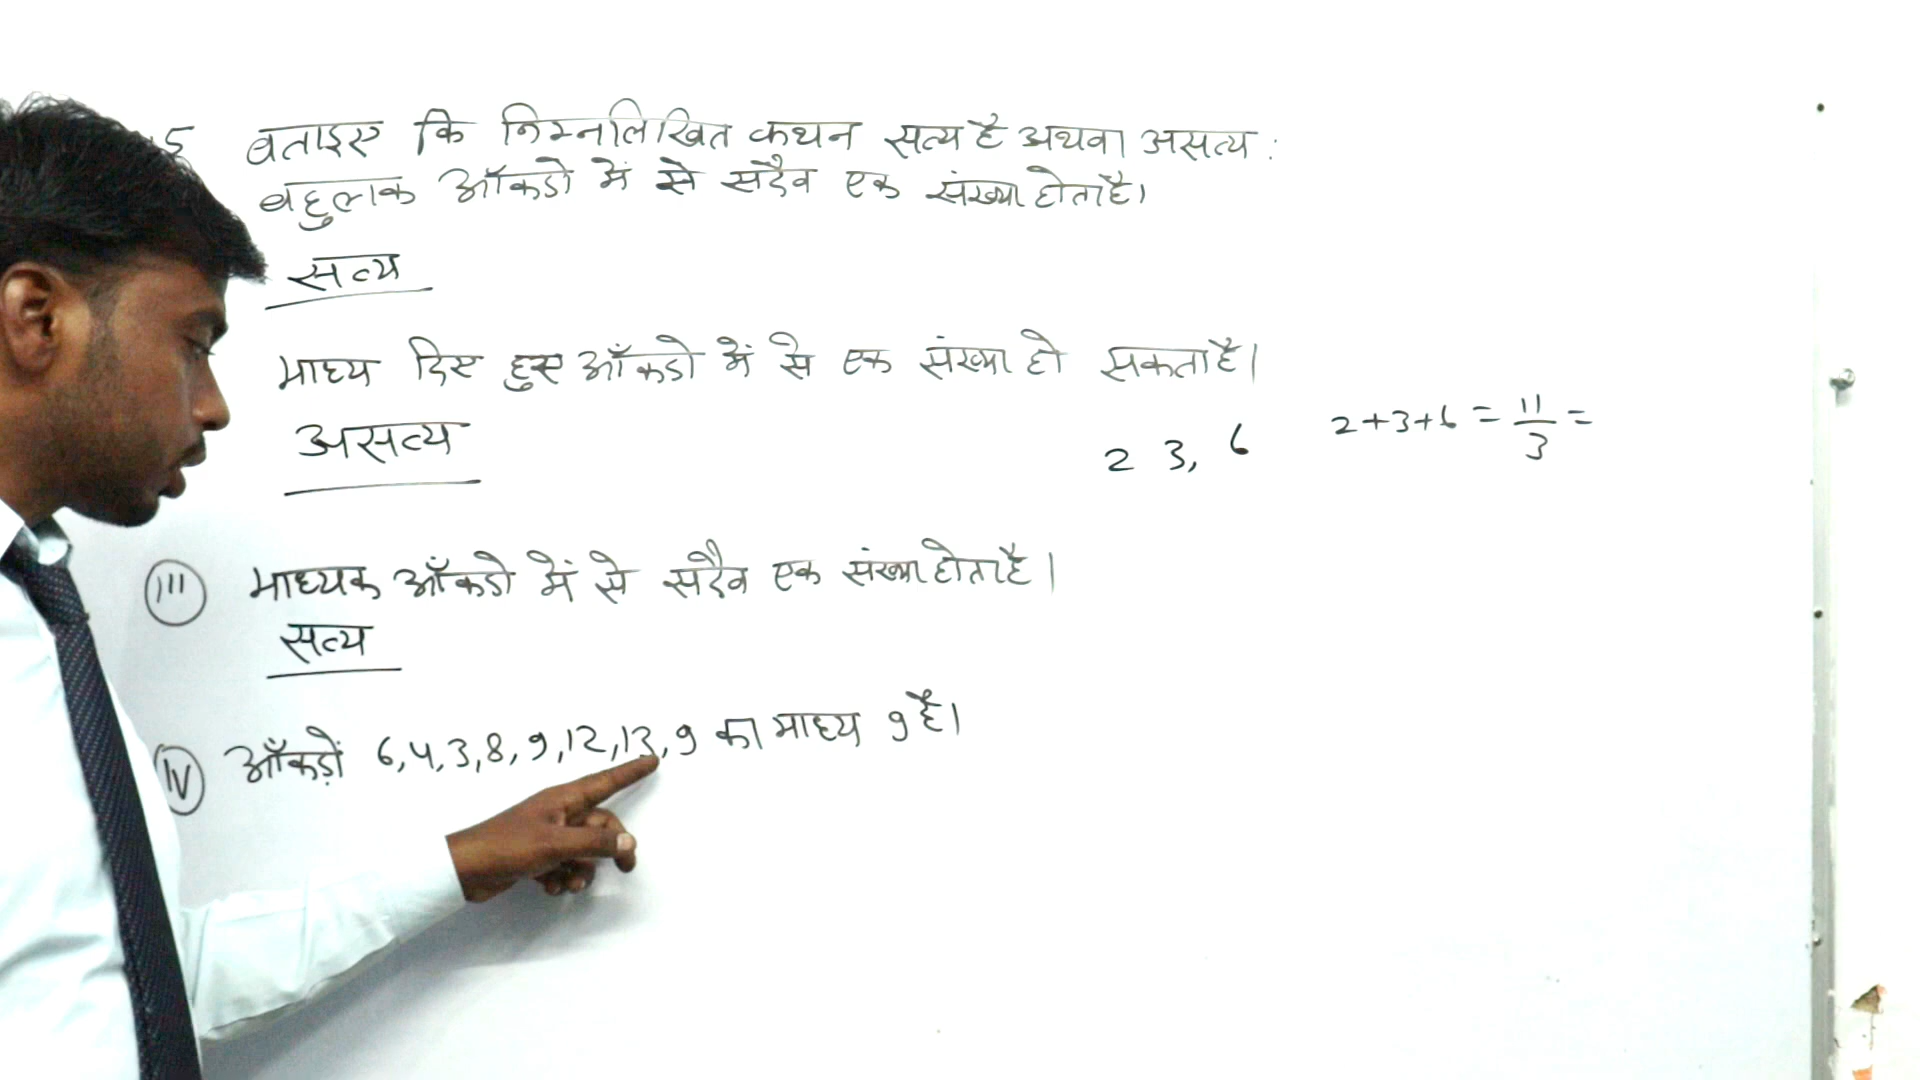 5 बताइए कि निम्नलिखित कथन सत्य है अथवा असत्य :
बहुलक आँकडो में से सदैव एक संख्या होता है।
सत्य
माध्य दिए हुए आँकडो में से एक संख्या हो सकता है।
असत्य
2 3, 6
2+3+6 = 11/3 =
(iii) माध्यक आँकडो में से सदैव एक संख्या होता है।
सत्य
(iv) आँकड़ों 6,4,3,8,9,12,13,9 का माध्य 9 है।